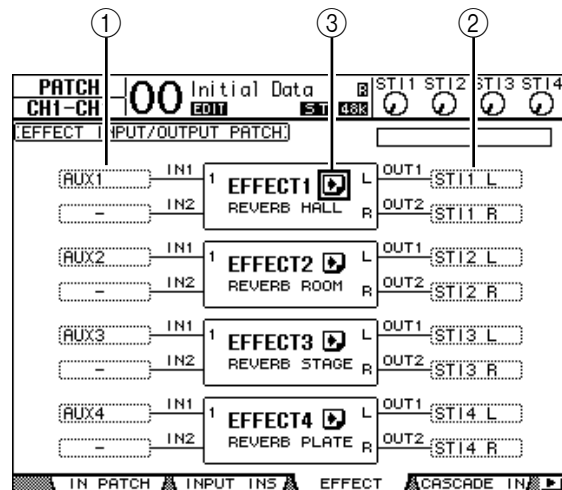 ① ③ ②
PATCH 00 Initial Data R STI1 STI2 STI3 STI4
CH1-CH EDIT ST 48k
EFFECT INPUT/OUTPUT PATCH
AUX1 IN1 1 EFFECT1 L OUT1 STI1 L
- IN2 REVERB HALL R OUT2 STI1 R
AUX2 IN1 1 EFFECT2 L OUT1 STI2 L
- IN2 REVERB ROOM R OUT2 STI2 R
AUX3 IN1 1 EFFECT3 L OUT1 STI3 L
- IN2 REVERB STAGE R OUT2 STI3 R
AUX4 IN1 1 EFFECT4 L OUT1 STI4 L
- IN2 REVERB PLATE R OUT2 STI4 R
IN PATCH INPUT INS EFFECT CASCADE IN